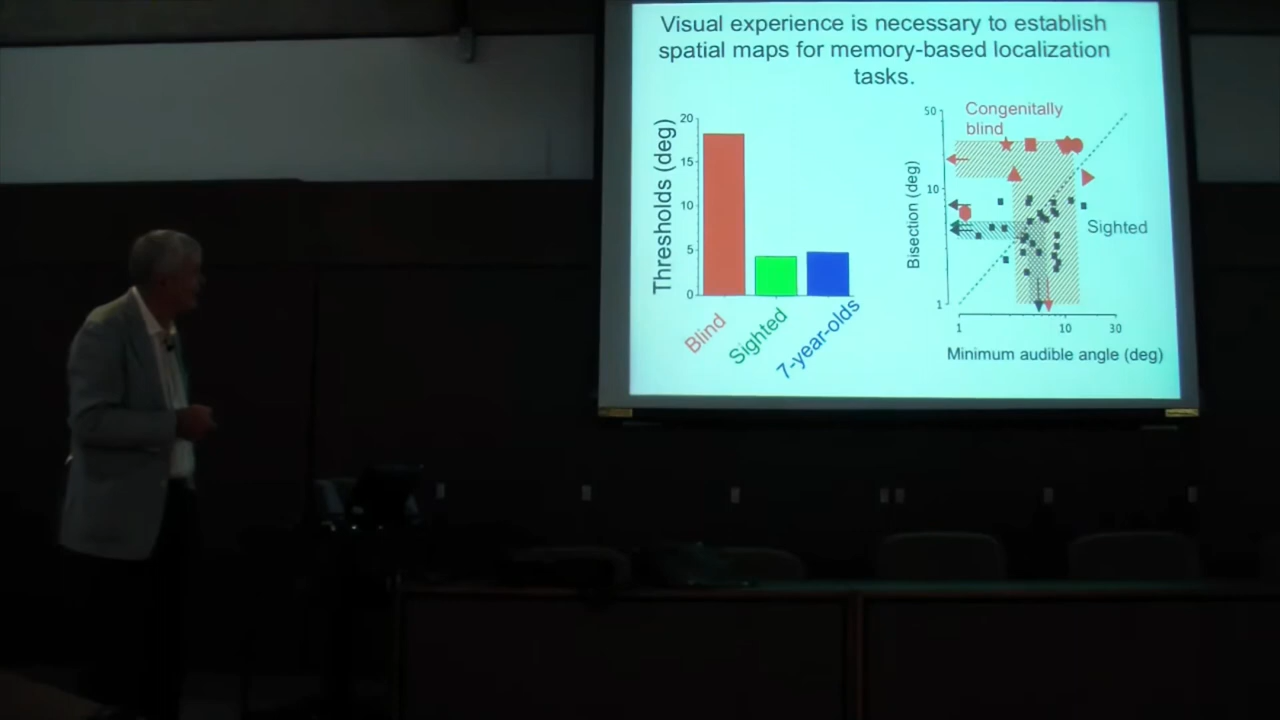 Visual experience is necessary to establish
spatial maps for memory-based localization
tasks.
Thresholds (deg)
20
15
10
5
0
Blind
Sighted
7-year-olds
50
10
1
Bisection (deg)
Congenitally
blind
Sighted
1
10
30
Minimum audible angle (deg)